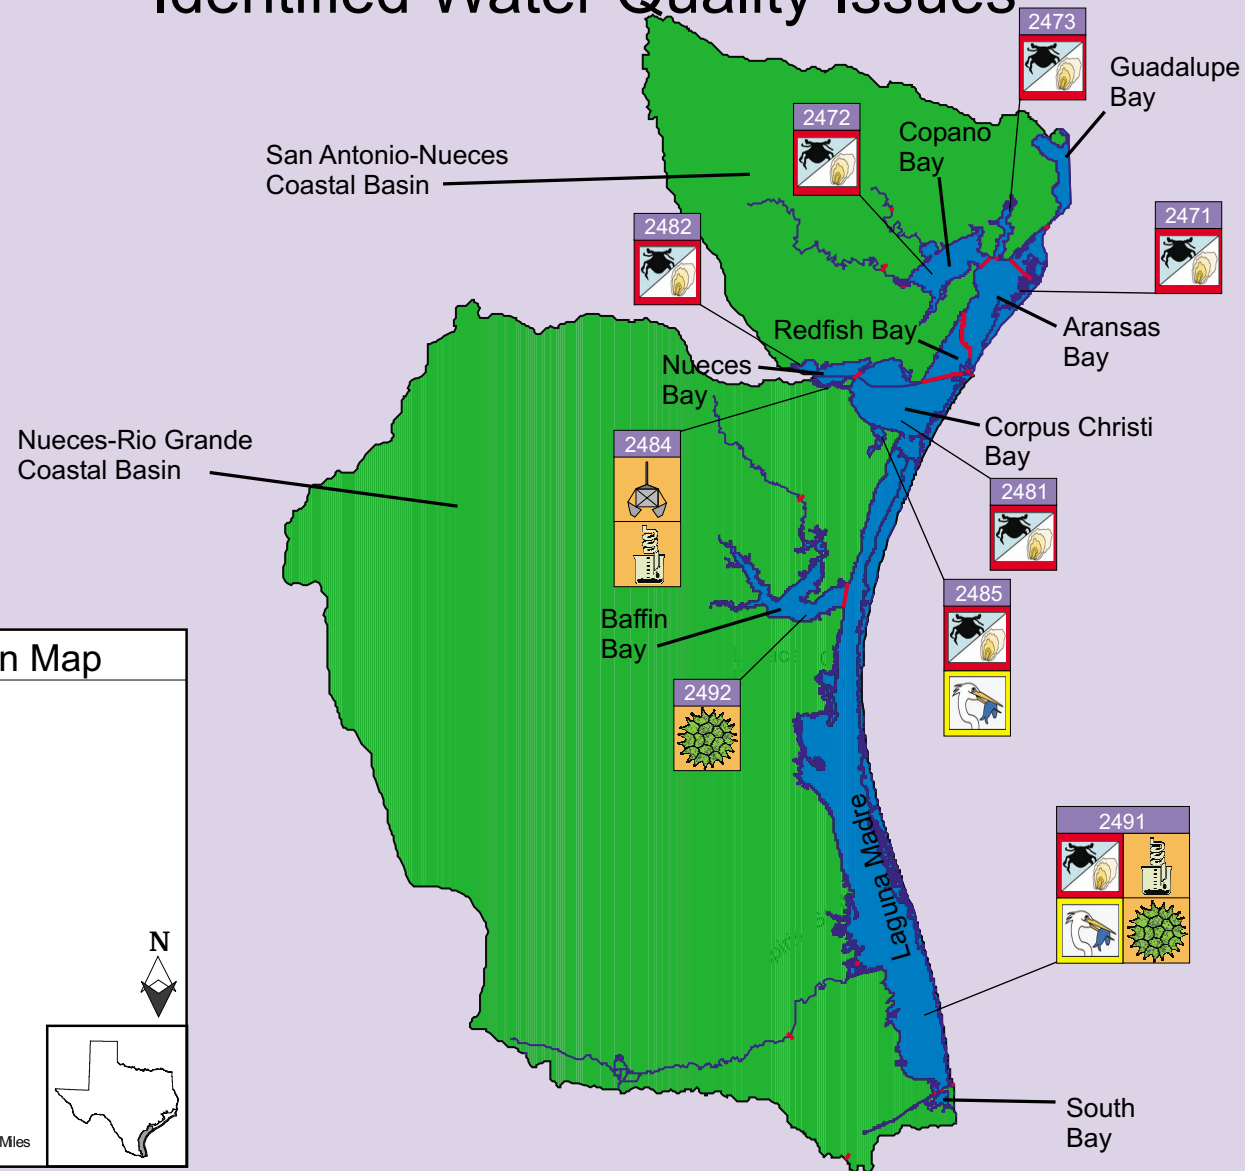 Identified Water Quality Issues
2473
Guadalupe
Bay
2472
Copano
Bay
San Antonio-Nueces
Coastal Basin
2482
2471
Redfish Bay
Aransas
Bay
Nueces
Bay
Corpus Christi
Bay
Nueces-Rio Grande
Coastal Basin
2484
2481
2485
Baffin
Bay
n Map
2492
Laguna Madre
2491
N
Miles
South
Bay